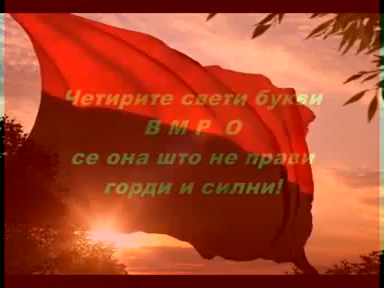 Четирите свети букви
В М Р О
се она што не прави
горди и силни!